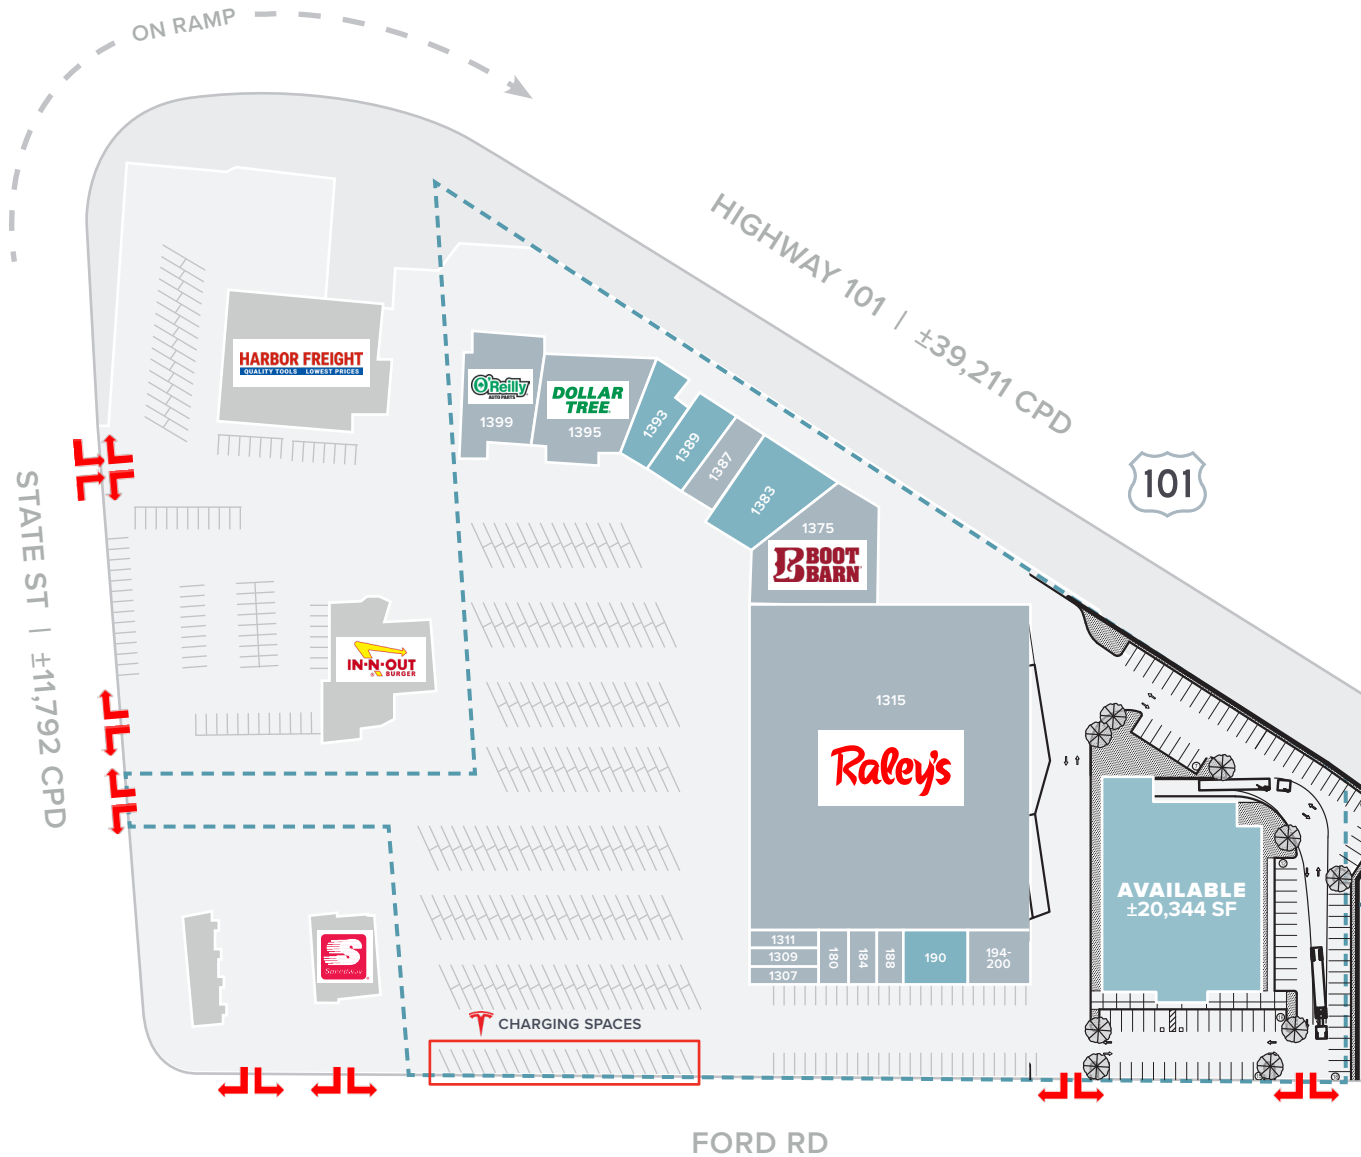 ON RAMP
HIGHWAY 101 | ±39,211 CPD
101
STATE ST | ±11,792 CPD
HARBOR FREIGHT
QUALITY TOOLS LOWEST PRICES
O'Reilly
AUTO PARTS
1399
DOLLAR
TREE
1395
1393
1389
1387
1383
1375
BOOT
BARN
IN-N-OUT
BURGER
1315
Raley's
AVAILABLE
±20,344 SF
1311
1309
1307
180
184
188
190
194-
200
Speedway
CHARGING SPACES
FORD RD